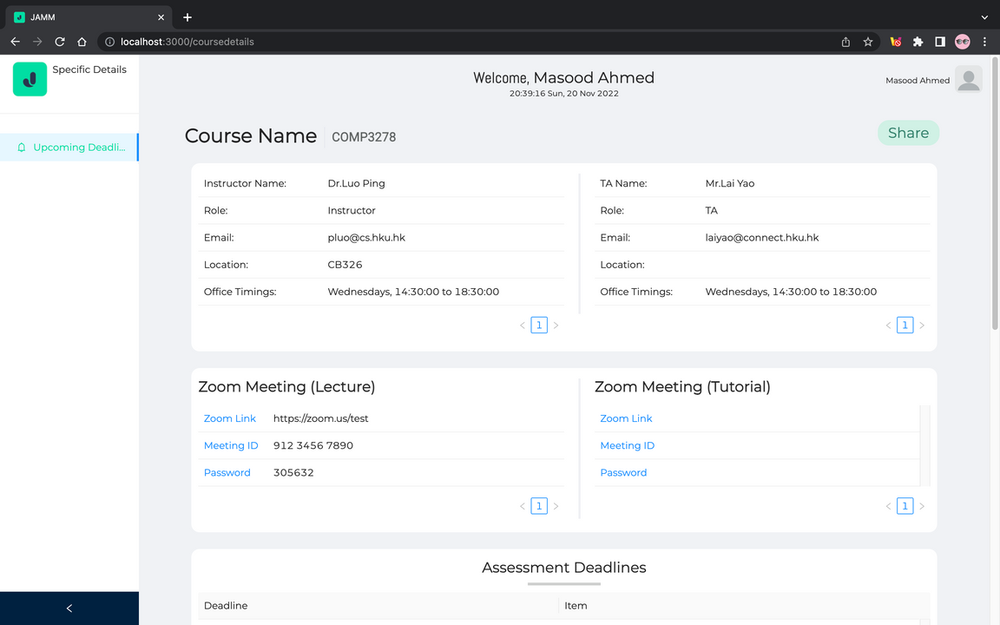 JAMM
localhost:3000/coursedetails
Specific Details
Upcoming Deadli...
Welcome, Masood Ahmed
20:39:16 Sun, 20 Nov 2022
Masood Ahmed
Course Name COMP3278
Share
Instructor Name: Dr.Luo Ping
Role: Instructor
Email: pluo@cs.hku.hk
Location: CB326
Office Timings: Wednesdays, 14:30:00 to 18:30:00
< 1 >
TA Name: Mr.Lai Yao
Role: TA
Email: laiyao@connect.hku.hk
Location:
Office Timings: Wednesdays, 14:30:00 to 18:30:00
< 1 >
Zoom Meeting (Lecture)
Zoom Link https://zoom.us/test
Meeting ID 912 3456 7890
Password 305632
< 1 >
Zoom Meeting (Tutorial)
Zoom Link
Meeting ID
Password
< 1 >
Assessment Deadlines
Deadline Item